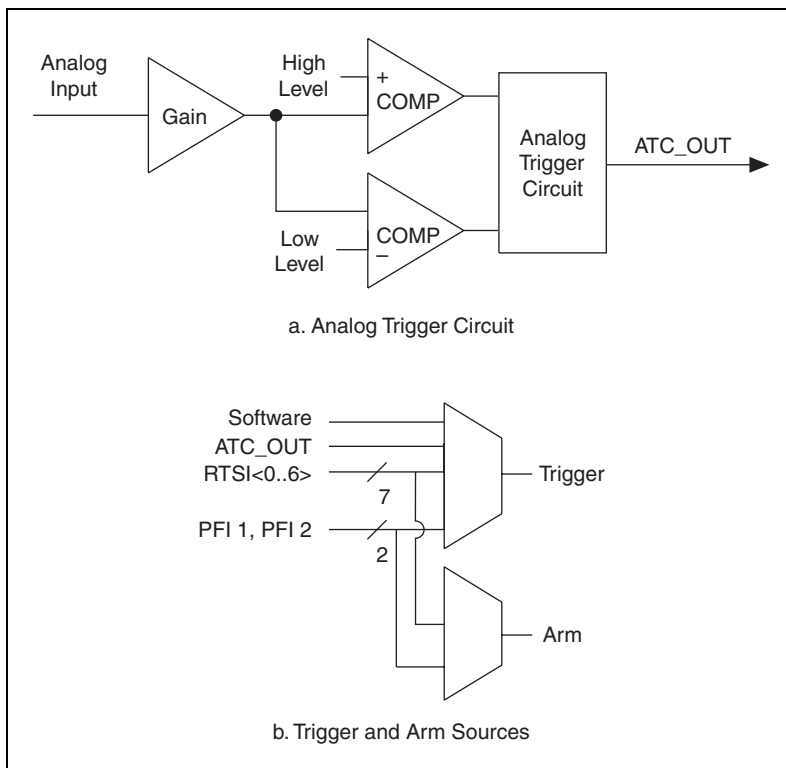 Analog
Input
Gain
High
Level
+
COMP
Low
Level
COMP
–
Analog
Trigger
Circuit
ATC_OUT
a. Analog Trigger Circuit
Software
ATC_OUT
RTSI<0..6>
7
PFI 1, PFI 2
2
Trigger
Arm
b. Trigger and Arm Sources